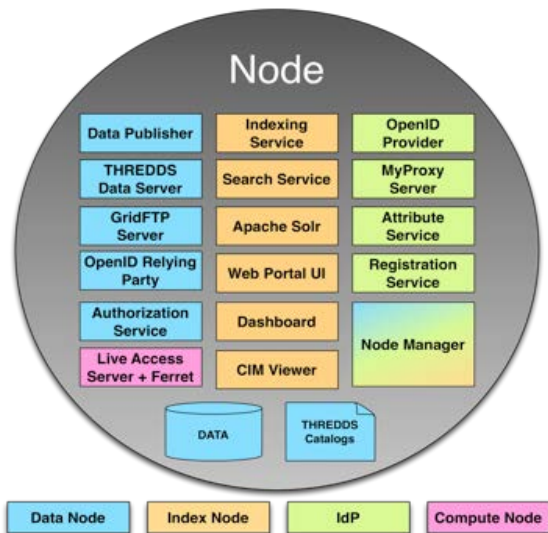 Node
Data Publisher
Indexing
Service
OpenID
Provider
THREDDS
Data Server
Search Service
MyProxy
Server
GridFTP
Server
Apache Solr
Attribute
Service
OpenID Relying
Party
Web Portal UI
Registration
Service
Authorization
Service
Dashboard
Node Manager
Live Access
Server + Ferret
CIM Viewer
DATA
THREDDS
Catalogs
Data Node
Index Node
IdP
Compute Node